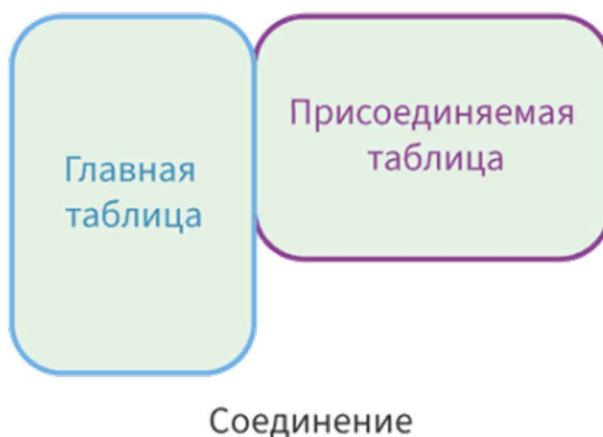 Главная
таблица
Присоединяемая
таблица
Соединение